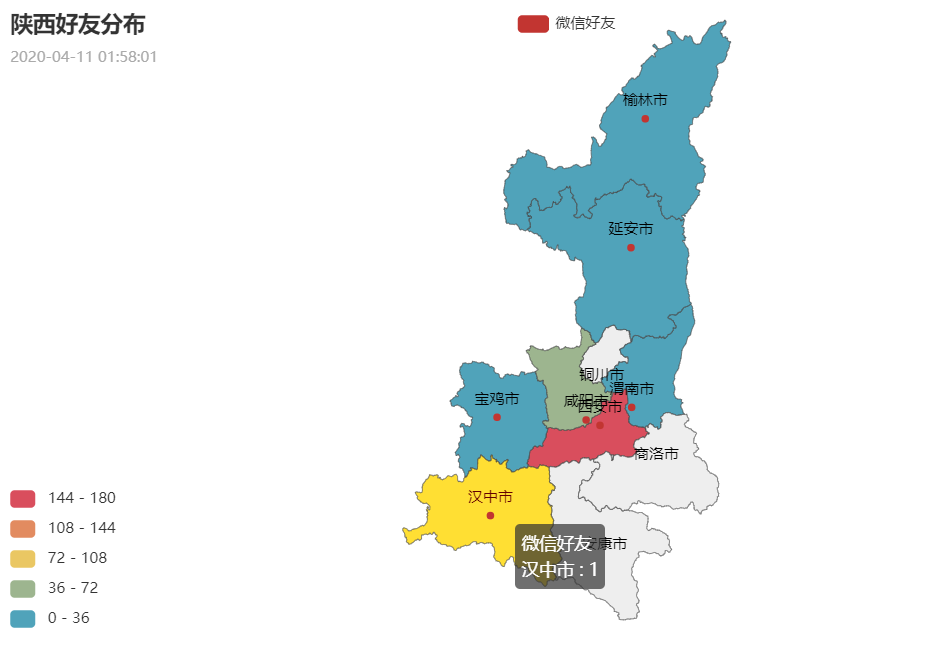 陕西好友分布
2020-04-11 01:58:01
微信好友
榆林市
延安市
铜川市
渭南市
宝鸡市
咸阳市
西安市
商洛市
汉中市
微信好友
汉中市 : 1
安康市
144 - 180
108 - 144
72 - 108
36 - 72
0 - 36